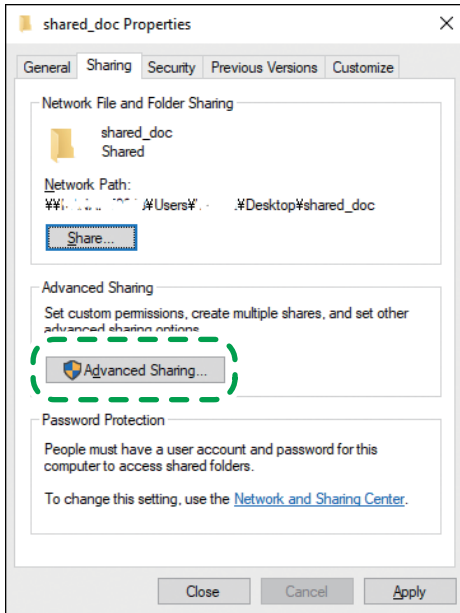 shared_doc Properties
General Sharing Security Previous Versions Customize
Network File and Folder Sharing
shared_doc
Shared
Network Path:
¥Users¥ ¥Desktop¥shared_doc
Share...
Advanced Sharing
Set custom permissions, create multiple shares, and set other
advanced sharing options.
Advanced Sharing...
Password Protection
People must have a user account and password for this
computer to access shared folders.
To change this setting, use the Network and Sharing Center.
Close Cancel Apply